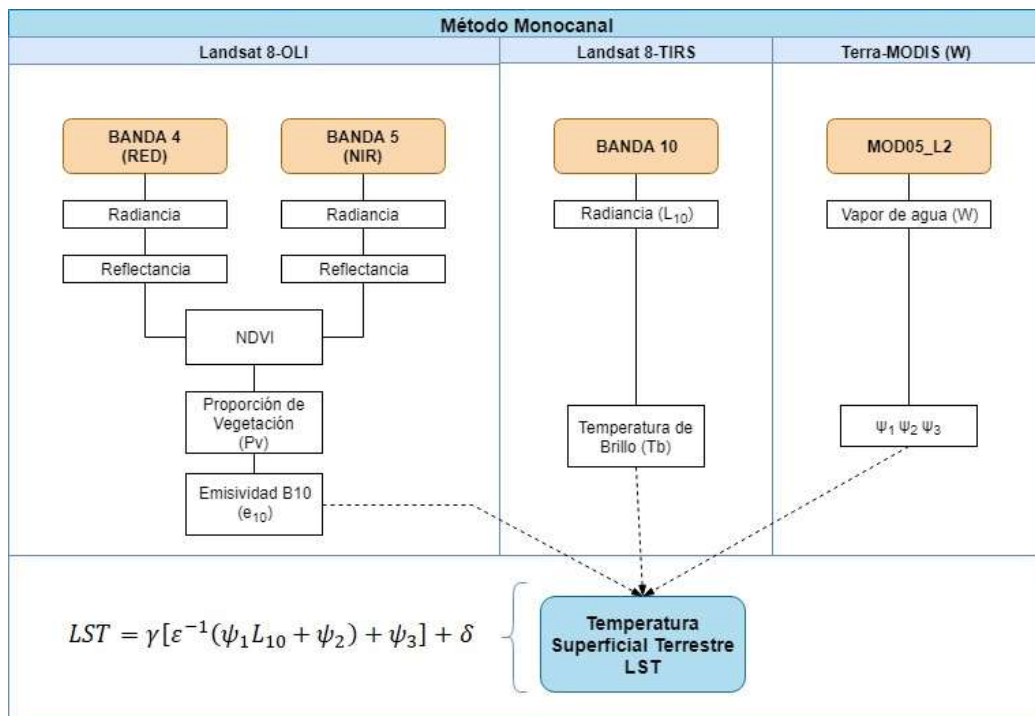 Método Monocanal
Landsat 8-OLI
Landsat 8-TIRS
Terra-MODIS (W)
BANDA 4
(RED)
BANDA 5
(NIR)
BANDA 10
MOD05_L2
Radiancia
Radiancia
Radiancia (L₁₀)
Vapor de agua (W)
Reflectancia
Reflectancia
NDVI
Proporción de
Vegetación
(Pv)
Temperatura de
Brillo (Tb)
Ψ₁ Ψ₂ Ψ₃
Emisividad B10
(e₁₀)
LST = γ[ε⁻¹(ψ₁L₁₀ + ψ₂) + ψ₃] + δ
Temperatura
Superficial Terrestre
LST